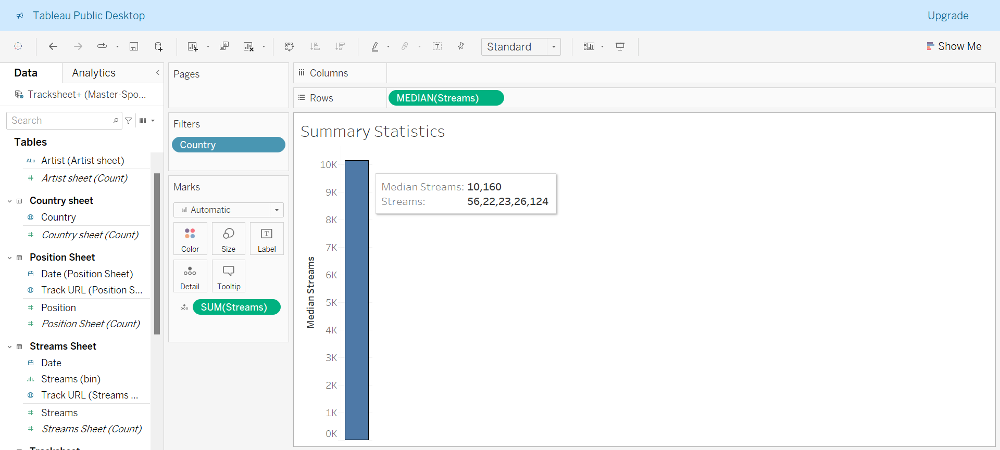 Tableau Public Desktop
Upgrade
Standard
Show Me
Data
Analytics
Tracksheet+ (Master-Spo...
Search
Tables
Abc Artist (Artist sheet)
# Artist sheet (Count)
Country sheet
Country
# Country sheet (Count)
Position Sheet
Date (Position Sheet)
Track URL (Position S...
# Position
# Position Sheet (Count)
Streams Sheet
Date
Streams (bin)
Track URL (Streams ...
# Streams
# Streams Sheet (Count)
Tracksheet
Pages
Filters
Country
Marks
Automatic
Color
Size
T
Label
Detail
Tooltip
SUM(Streams)
Columns
Rows
MEDIAN(Streams)
Summary Statistics
Median Streams
10K
9K
8K
7K
6K
5K
4K
3K
2K
1K
0K
Median Streams: 10,160
Streams: 56,22,23,26,124